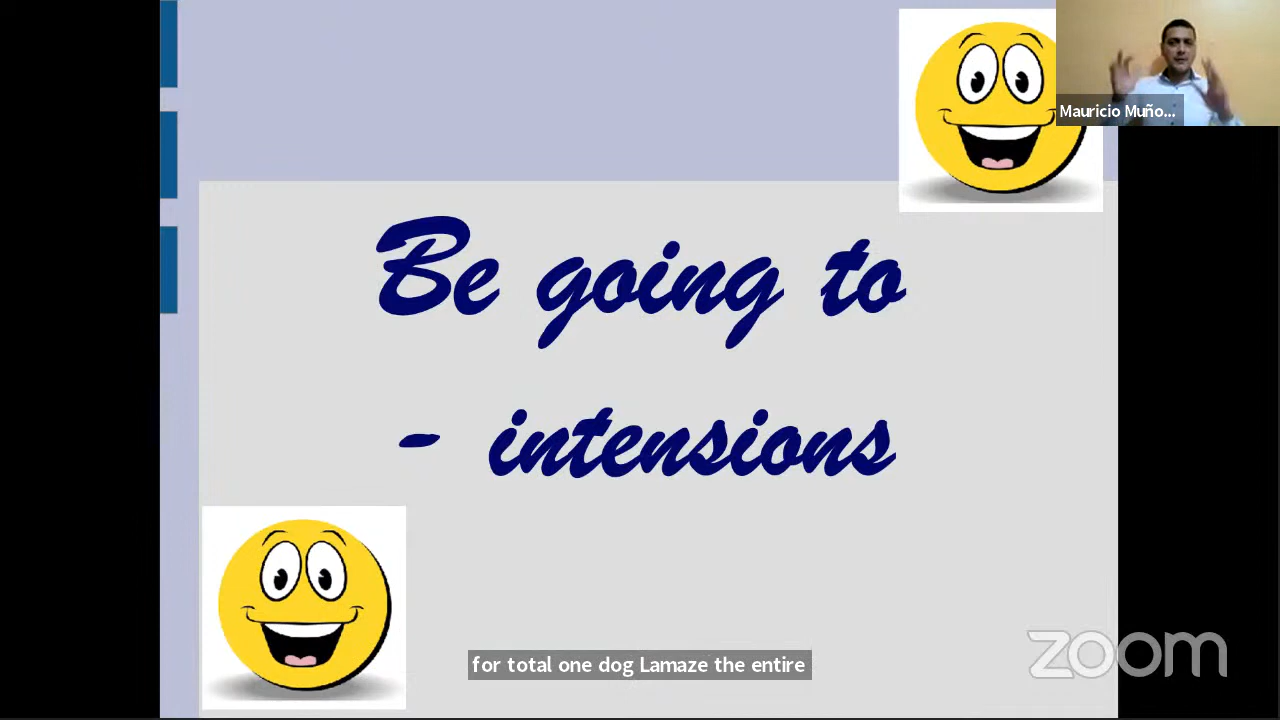 Mauricio Muño...
Be going to
- intensions
for total one dog Lamaze the entire
zoom